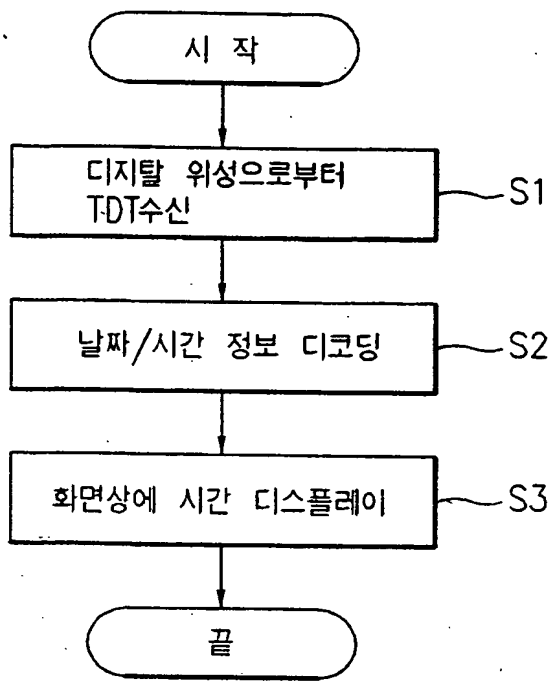 시 작
디지탈 위성으로부터
TDT수신
S1
날짜/시간 정보 디코딩
S2
화면상에 시간 디스플레이
S3
끝